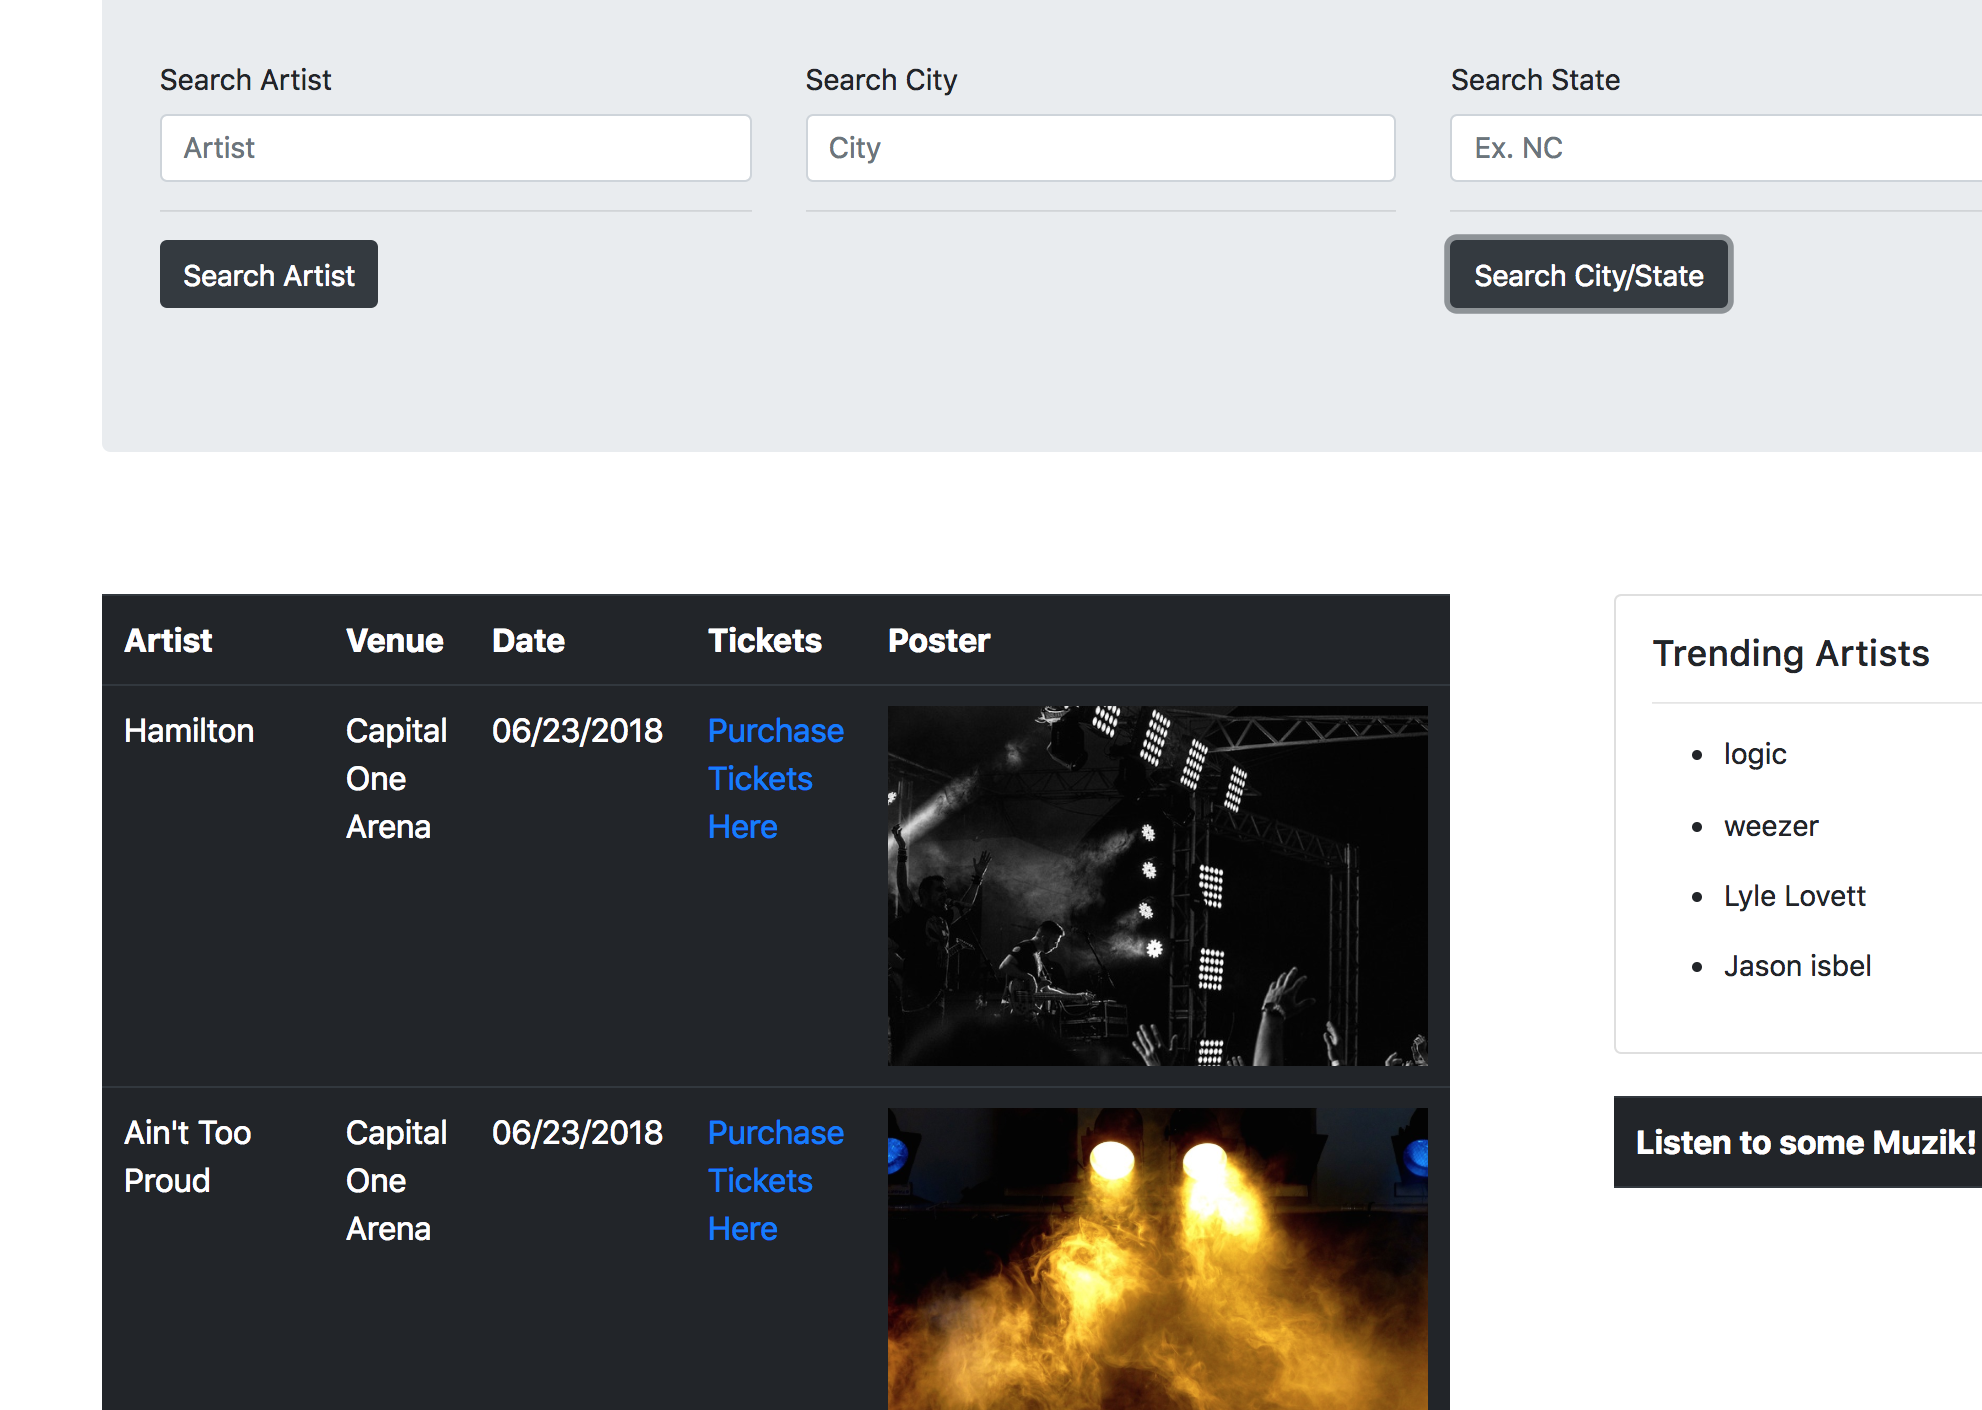 Search Artist
Search City
Search State
Artist
City
Ex. NC
Search Artist
Search City/State
Artist Venue Date Tickets Poster
Hamilton
Capital
One
Arena
06/23/2018
Purchase
Tickets
Here
Ain't Too
Proud
Capital
One
Arena
06/23/2018
Purchase
Tickets
Here
Trending Artists
logic
weezer
Lyle Lovett
Jason isbel
Listen to some Muzik!